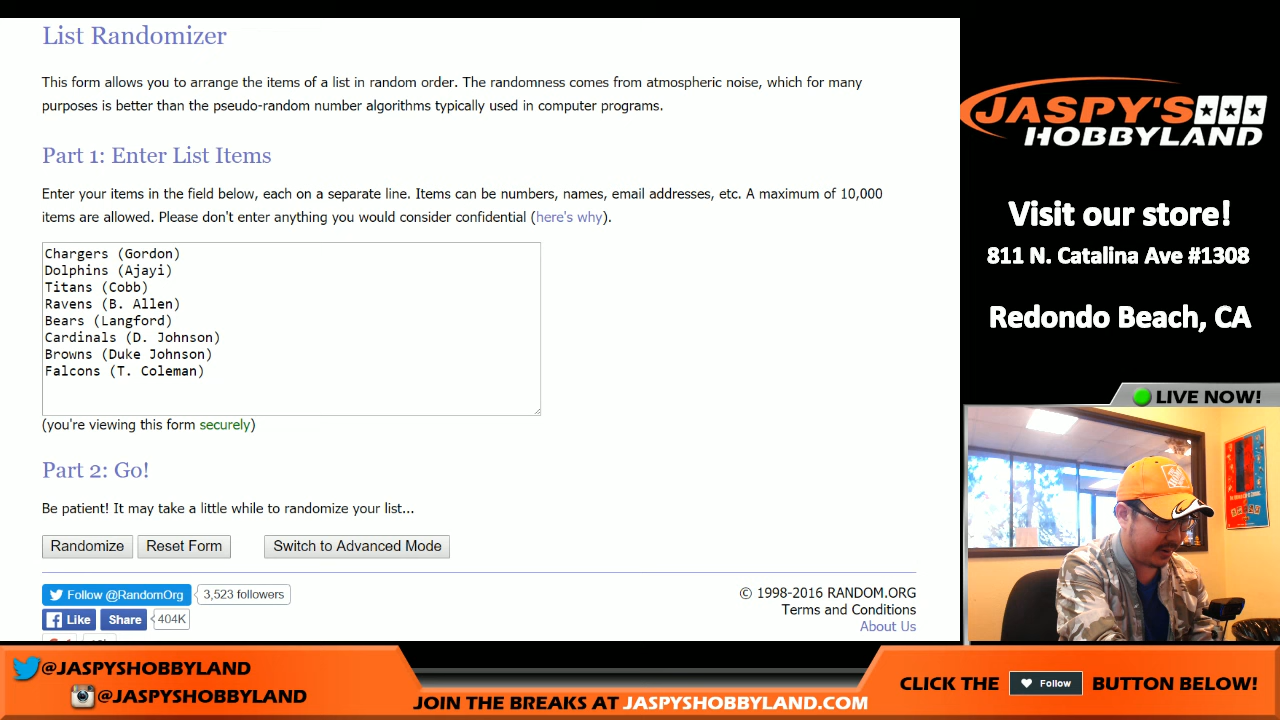 List Randomizer
This form allows you to arrange the items of a list in random order. The randomness comes from atmospheric noise, which for many
purposes is better than the pseudo-random number algorithms typically used in computer programs.
Part 1: Enter List Items
Enter your items in the field below, each on a separate line. Items can be numbers, names, email addresses, etc. A maximum of 10,000
items are allowed. Please don't enter anything you would consider confidential (here's why).
Chargers (Gordon)
Dolphins (Ajayi)
Titans (Cobb)
Ravens (B. Allen)
Bears (Langford)
Cardinals (D. Johnson)
Browns (Duke Johnson)
Falcons (T. Coleman)
(you're viewing this form securely)
Part 2: Go!
Be patient! It may take a little while to randomize your list...
Randomize Reset Form Switch to Advanced Mode
Follow @RandomOrg 3,523 followers
Like Share 404K
© 1998-2016 RANDOM.ORG
Terms and Conditions
About Us
JASPY'S
HOBBYLAND
Visit our store!
811 N. Catalina Ave #1308
Redondo Beach, CA
LIVE NOW!
@JASPYSHOBBYLAND
@JASPYSHOBBYLAND
JOIN THE BREAKS AT JASPYSHOBBYLAND.COM
CLICK THE Follow BUTTON BELOW!